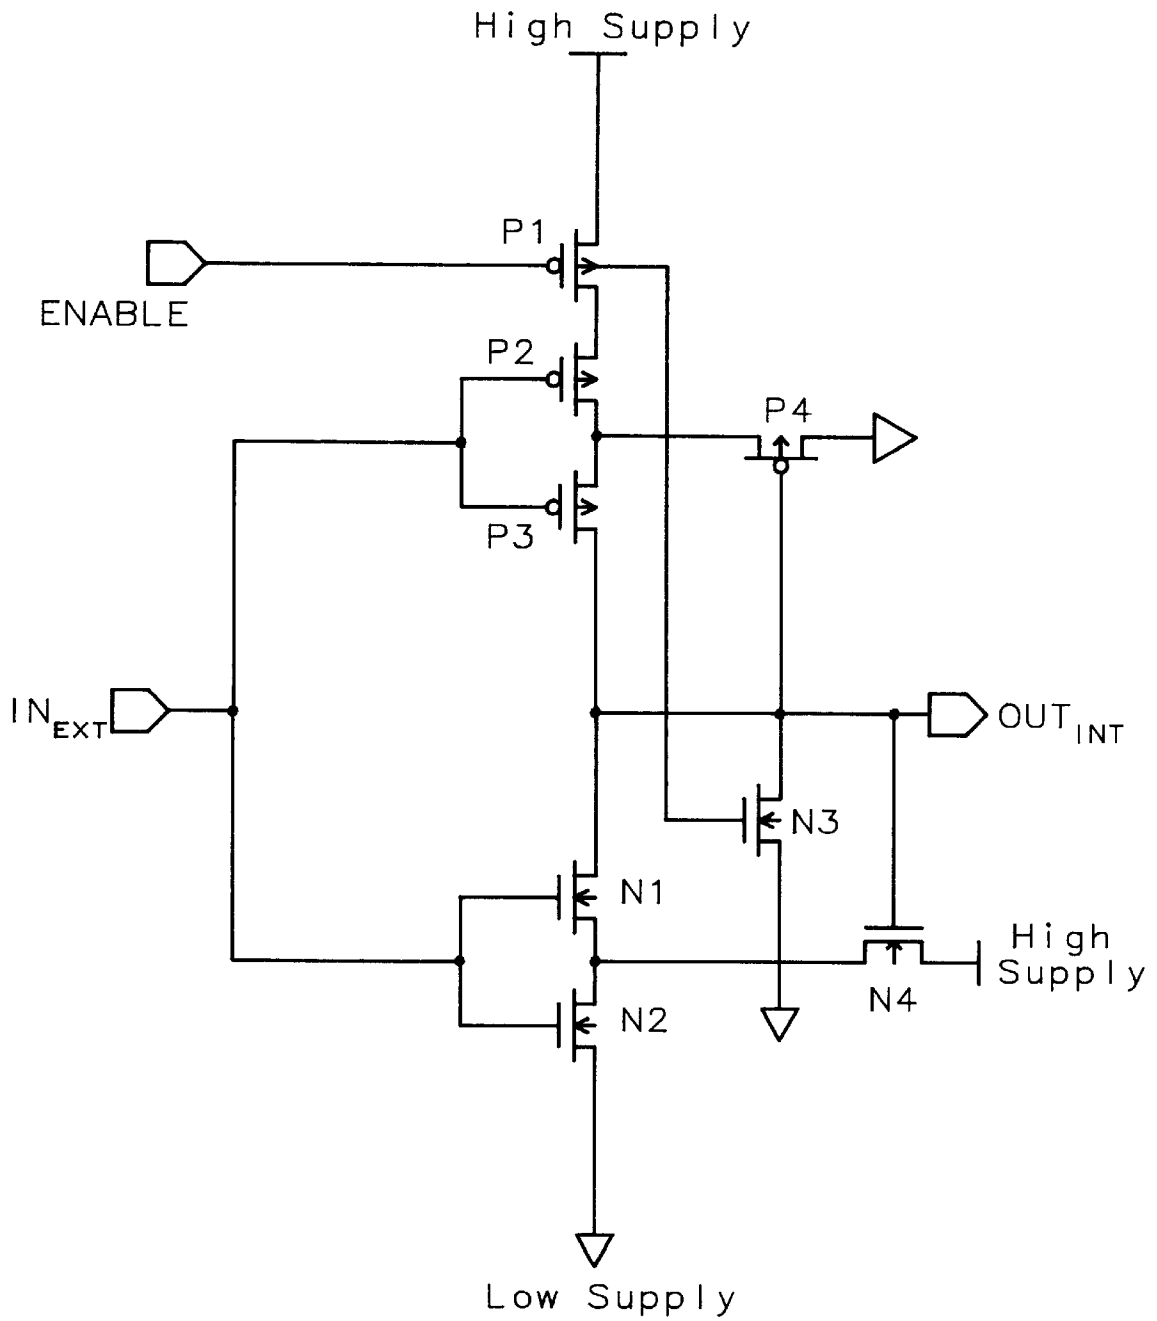 High Supply
P1
ENABLE
P2
P4
P3
IN_EXT
OUT_INT
N3
N1
High
Supply
N4
N2
Low Supply